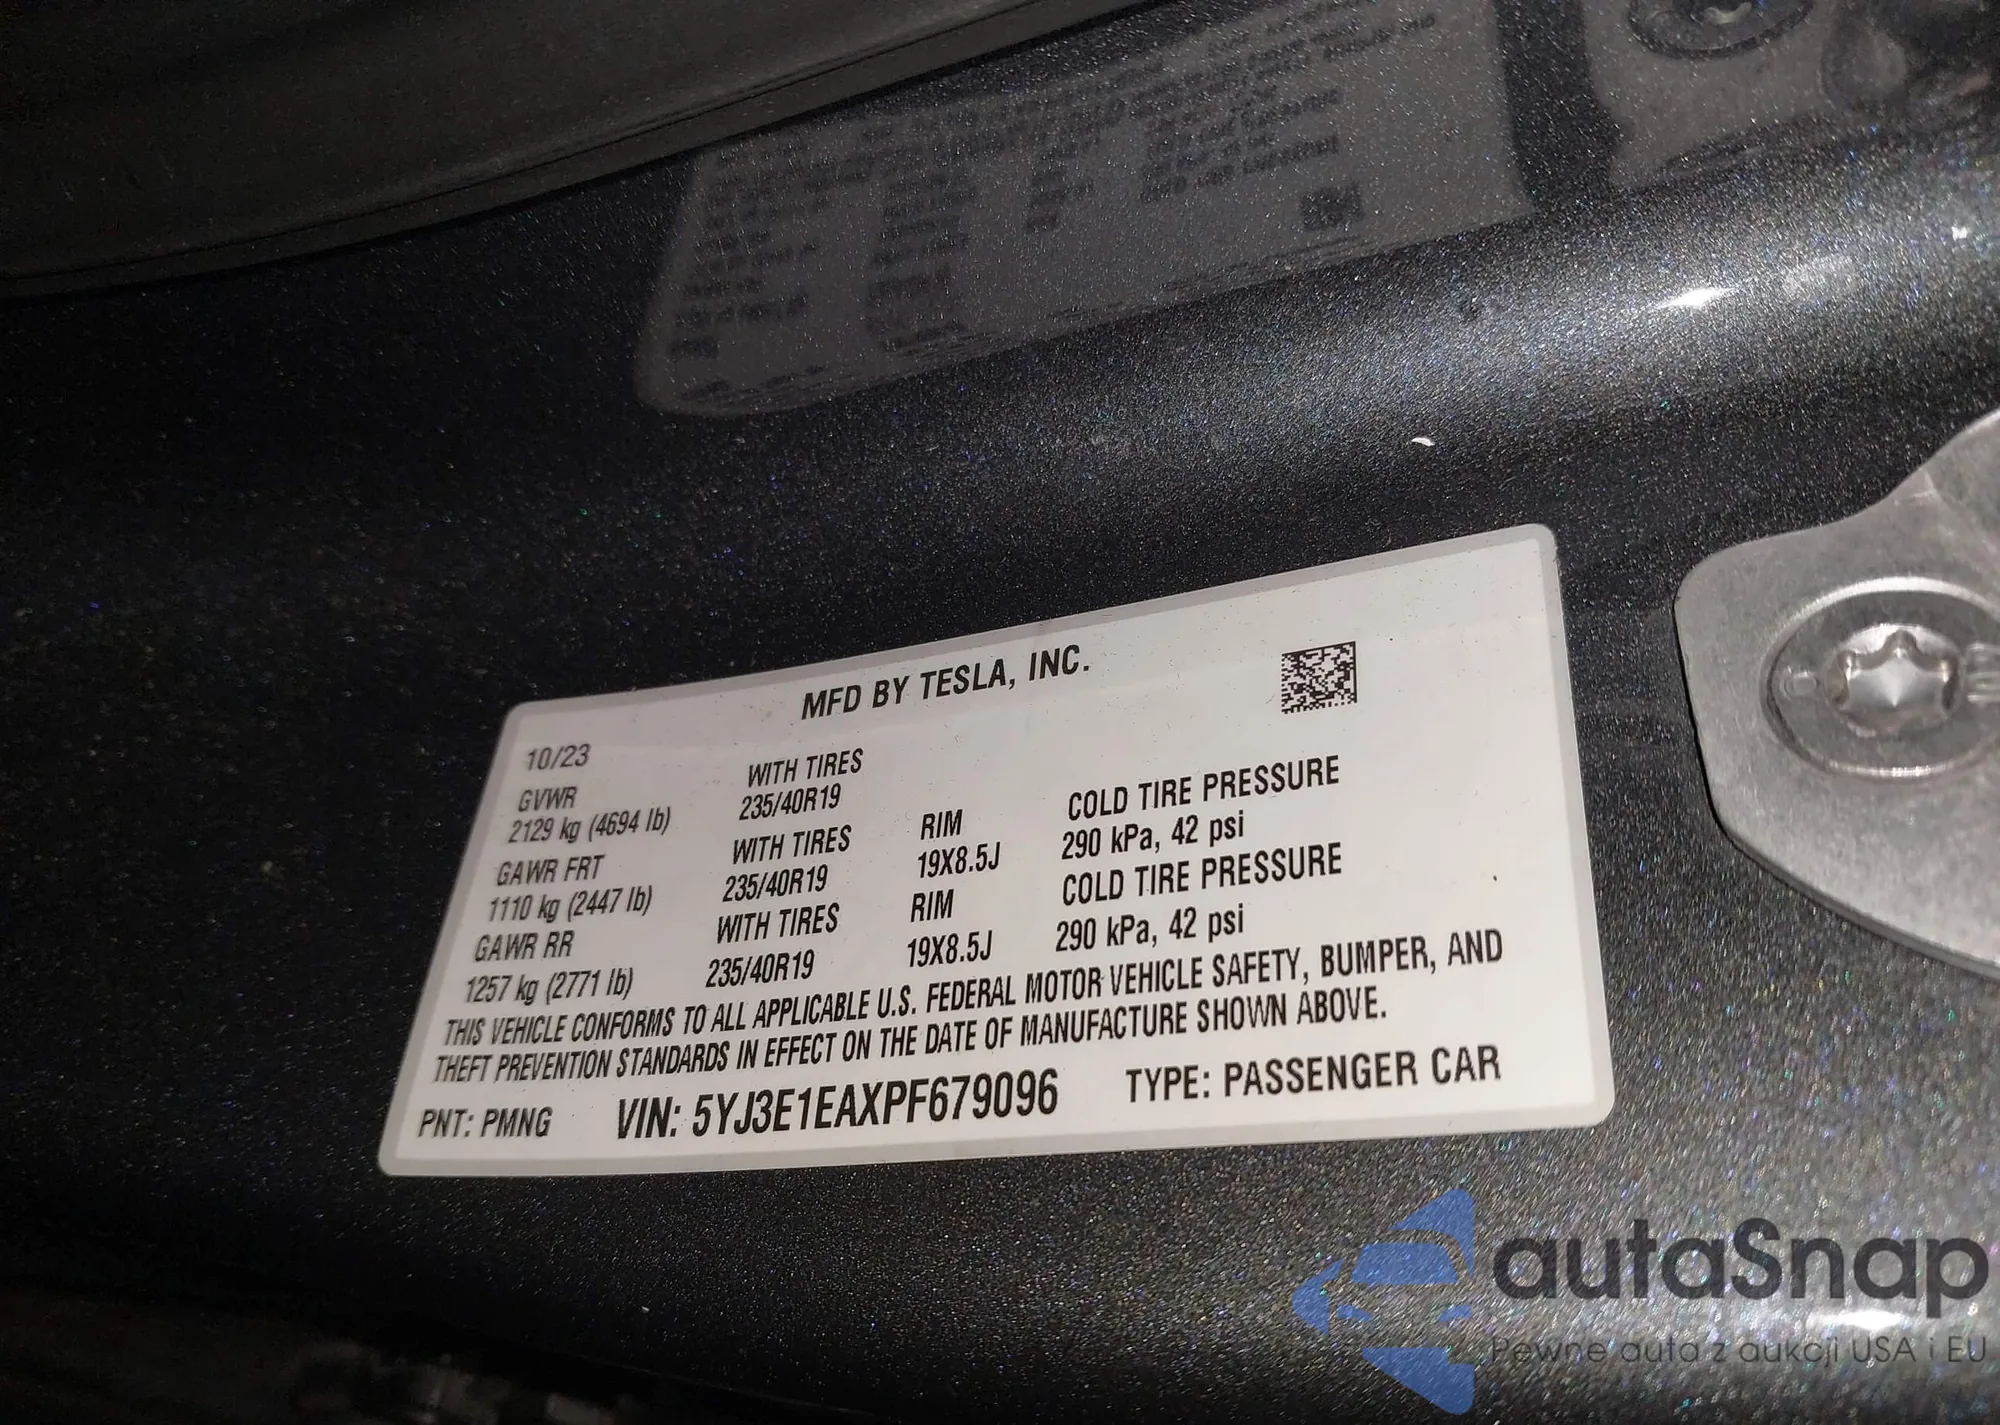 MFD BY TESLA, INC.
10/23
GVWR WITH TIRES
2129 kg (4694 lb) 235/40R19
GAWR FRT WITH TIRES RIM COLD TIRE PRESSURE
1110 kg (2447 lb) 235/40R19 19X8.5J 290 kPa, 42 psi
GAWR RR WITH TIRES RIM COLD TIRE PRESSURE
1257 kg (2771 lb) 235/40R19 19X8.5J 290 kPa, 42 psi
THIS VEHICLE CONFORMS TO ALL APPLICABLE U.S. FEDERAL MOTOR VEHICLE SAFETY, BUMPER, AND
THEFT PREVENTION STANDARDS IN EFFECT ON THE DATE OF MANUFACTURE SHOWN ABOVE.
PNT: PMNG VIN: 5YJ3E1EAXPF679096 TYPE: PASSENGER CAR
autaSnap
Pewne auta z aukcji USA i EU